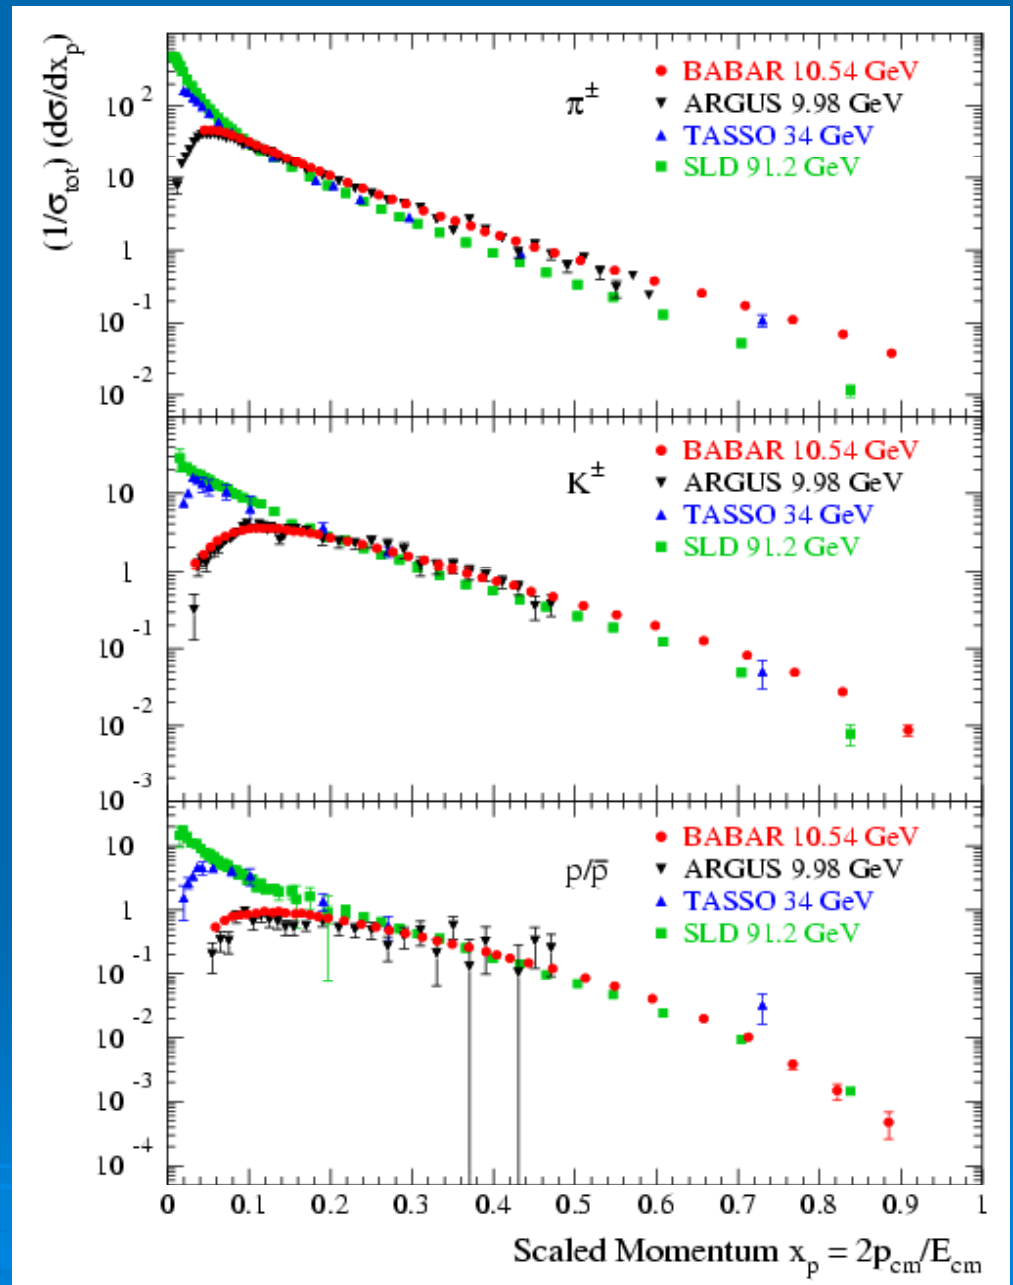 (1/σtot) (dσ/dxp)
π±
BABAR 10.54 GeV
ARGUS 9.98 GeV
TASSO 34 GeV
SLD 91.2 GeV
10 2
10
1
10 -1
10 -2
K±
BABAR 10.54 GeV
ARGUS 9.98 GeV
TASSO 34 GeV
SLD 91.2 GeV
10
1
10 -1
10 -2
10 -3
p/p̄
BABAR 10.54 GeV
ARGUS 9.98 GeV
TASSO 34 GeV
SLD 91.2 GeV
10
1
10 -1
10 -2
10 -3
10 -4
0 0.1 0.2 0.3 0.4 0.5 0.6 0.7 0.8 0.9 1
Scaled Momentum xp = 2pcm/Ecm